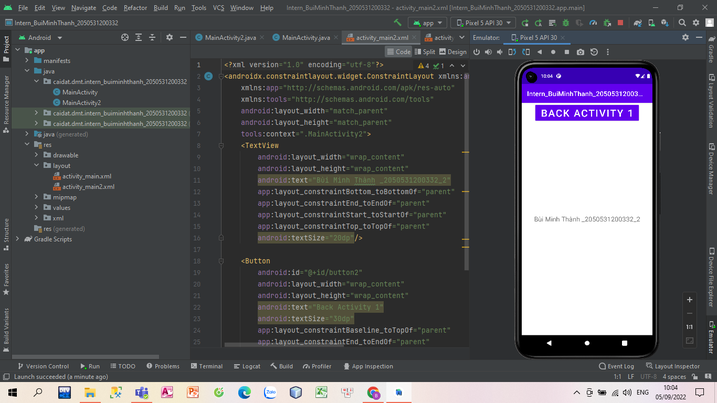 File Edit View Navigate Code Refactor Build Run Tools VCS Window Help
Intern_BuiMinhThanh_2050531200332 [...\Intern_BuiMinhThanh_2050531200332] - activity_main2.xml [Intern_BuiMinhThanh_2050531200332.app.main]
Intern_BuiMinhThanh_2050531200332
app
Pixel 5 API 30
Android
MainActivity2.java
MainActivity.java
activity_main2.xml
activity.
Emulator:
Pixel 5 API 30
Code Split Design
Project
Resource Manager
Structure
Favorites
Build Variants
app
manifests
java
caidat.dmt.intern_buiminhthanh_2050531200332
MainActivity
MainActivity2
caidat.dmt.intern_buiminhthanh_2050531200332
caidat.dmt.intern_buiminhthanh_2050531200332
java (generated)
res
drawable
layout
activity_main.xml
activity_main2.xml
mipmap
values
xml
res (generated)
Gradle Scripts
4 1
1 <?xml version="1.0" encoding="utf-8"?>
2 <androidx.constraintlayout.widget.ConstraintLayout xmlns:
3 xmlns:app="http://schemas.android.com/apk/res-auto"
4 xmlns:tools="http://schemas.android.com/tools"
5 android:layout_width="match_parent"
6 android:layout_height="match_parent"
7 tools:context=".MainActivity2">
8 <TextView
9 android:layout_width="wrap_content"
10 android:layout_height="wrap_content"
11 android:text="Bùi Minh Thành _2050531200332_2"
12 app:layout_constraintBottom_toBottomOf="parent"
13 app:layout_constraintEnd_toEndOf="parent"
14 app:layout_constraintStart_toStartOf="parent"
15 app:layout_constraintTop_toTopOf="parent"
16 android:textSize="20dp"/>
17
18 <Button
19 android:id="@+id/button2"
20 android:layout_width="wrap_content"
21 android:layout_height="wrap_content"
22 android:text="Back Activity 1"
23 android:textSize="30dp"
24 app:layout_constraintBaseline_toTopOf="parent"
25 app:layout_constraintEnd_toEndOf="parent"
10:04
Intern_BuiMinhThanh_20505312003...
BACK ACTIVITY 1
Bùi Minh Thành _2050531200332_2
1:1
Gradle
Layout Validation
Device Manager
Device File Explorer
Emulator
Version Control Run TODO Problems Terminal Logcat Build Profiler App Inspection Event Log Layout Inspector
Launch succeeded (a minute ago)
1:1 LF UTF-8 4 spaces
ENG
10:04
05/09/2022